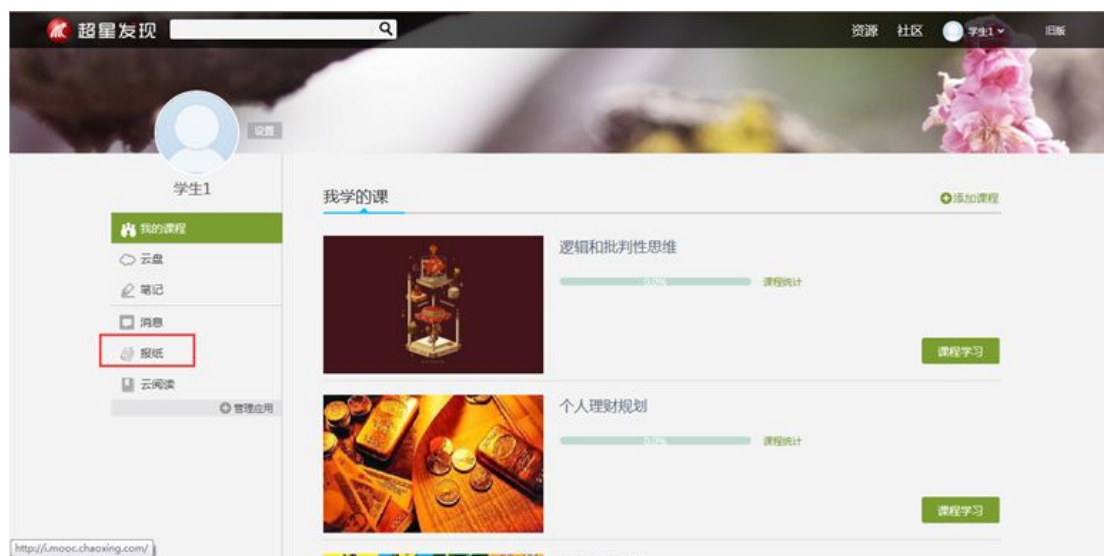 超星发现
资源 社区 学生1 旧版
设置
学生1
我的课程
云盘
笔记
消息
报纸
云阅读
管理应用
我学的课
添加课程
逻辑和批判性思维
0.0% 课程统计
课程学习
个人理财规划
0.0% 课程统计
课程学习
http://i.mooc.chaoxing.com/